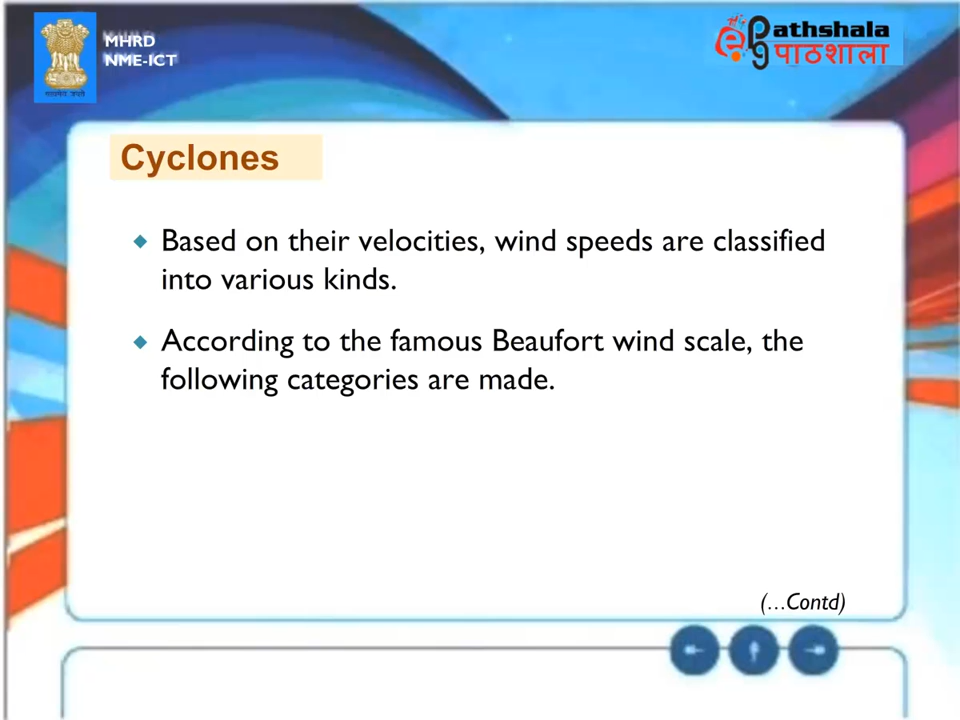 MHRD
NME-ICT
epg
athshala
पाठशाला
Cyclones
Based on their velocities, wind speeds are classified
into various kinds.
According to the famous Beaufort wind scale, the
following categories are made.
(...Contd)